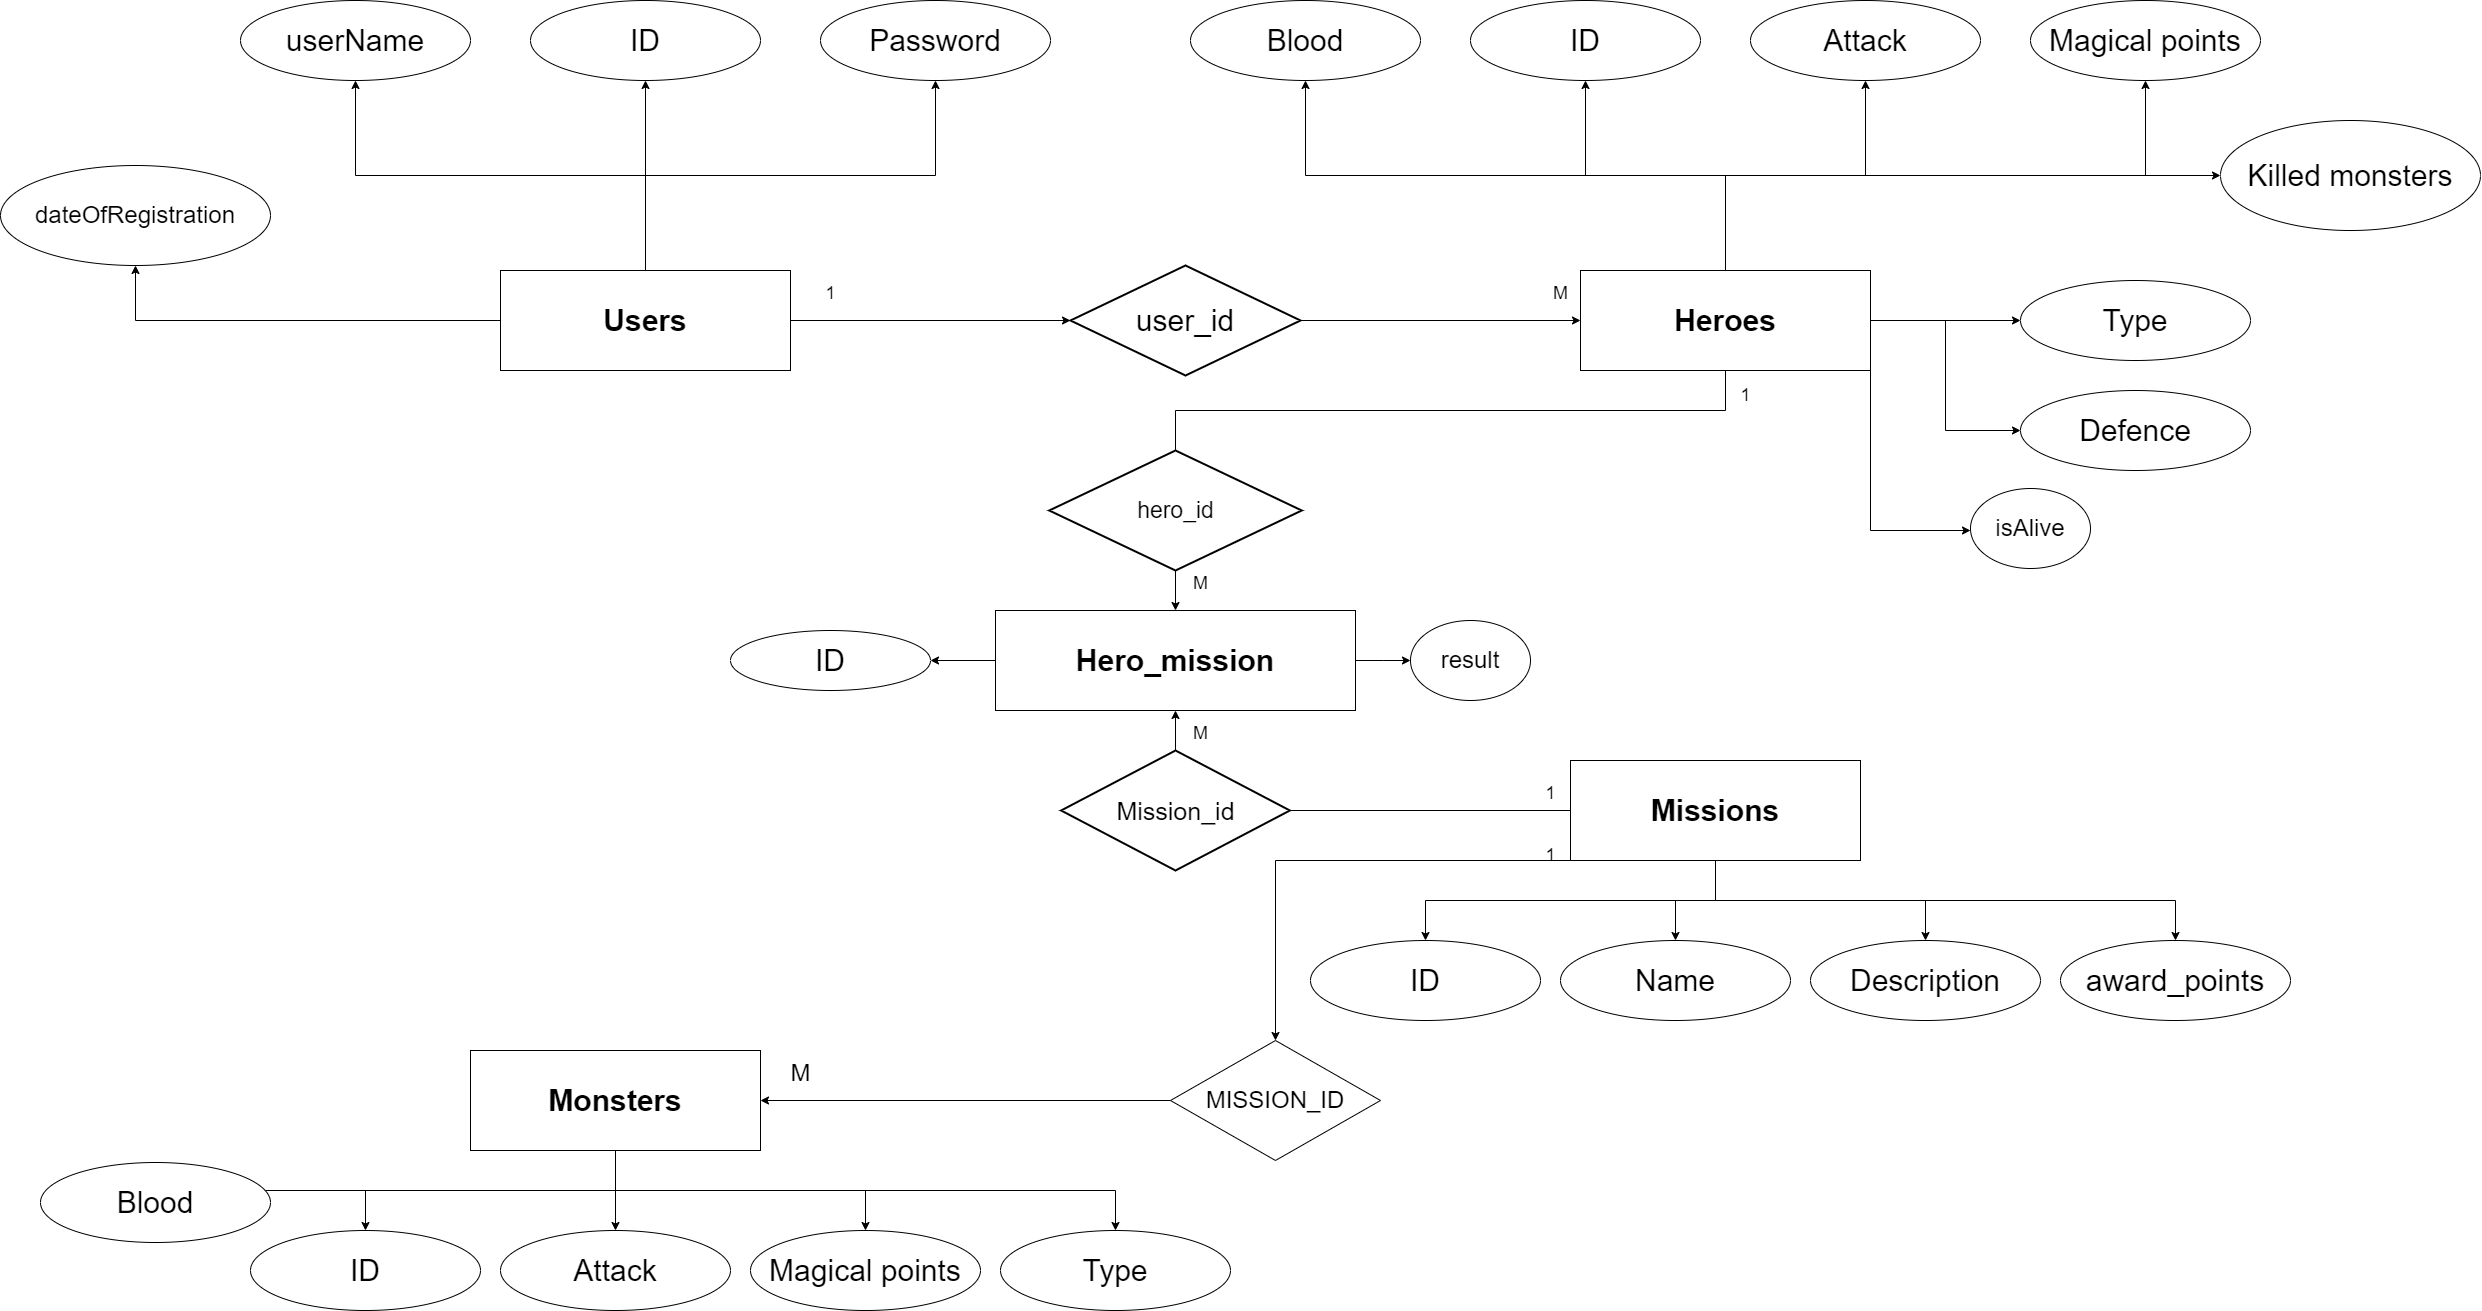 userName
ID
Password
Blood
ID
Attack
Magical points
Killed monsters
dateOfRegistration
1
M
Users
user_id
Heroes
Type
1
Defence
hero_id
isAlive
M
ID
Hero_mission
result
M
1
Mission_id
Missions
1
ID
Name
Description
award_points
M
Monsters
MISSION_ID
Blood
ID
Attack
Magical points
Type